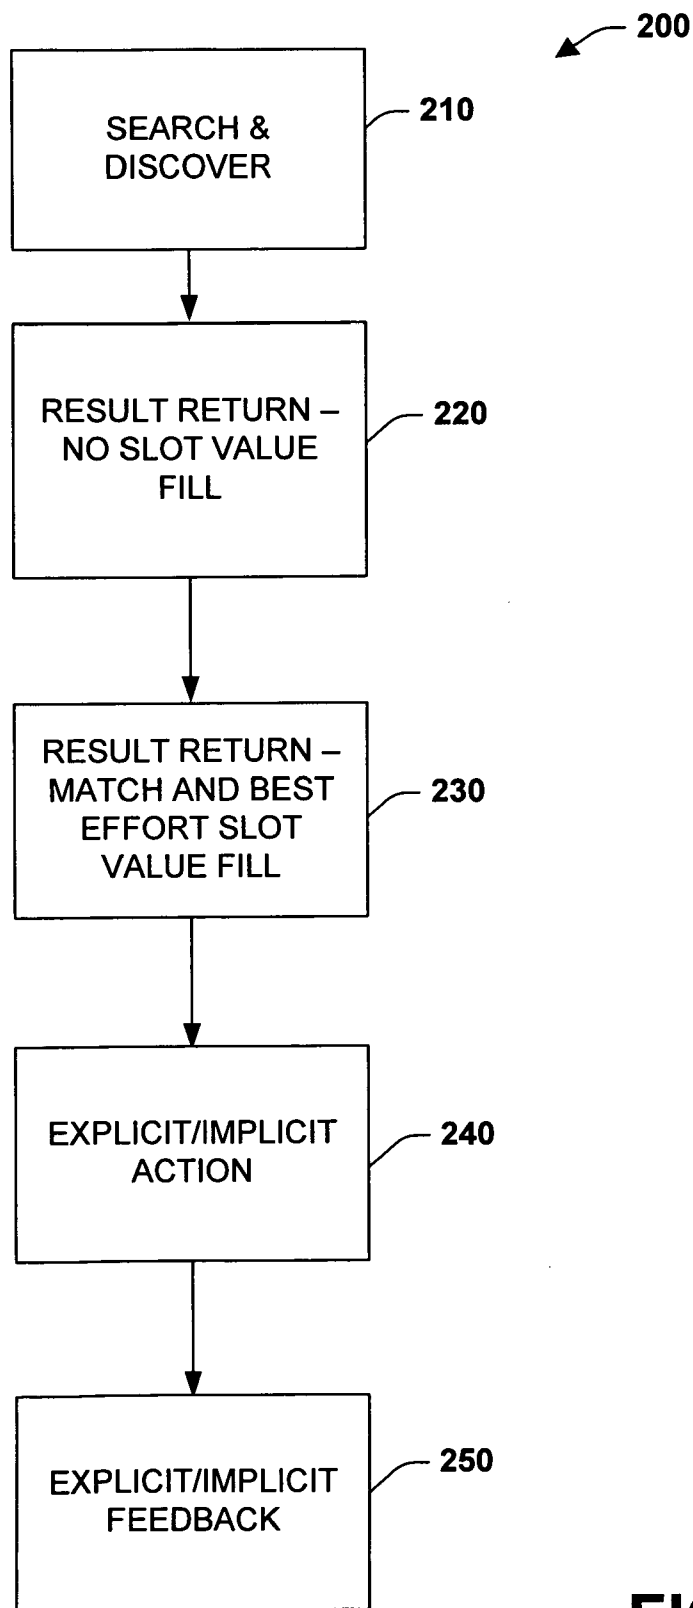 200
SEARCH &
DISCOVER
210
RESULT RETURN –
NO SLOT VALUE
FILL
220
RESULT RETURN –
MATCH AND BEST
EFFORT SLOT
VALUE FILL
230
EXPLICIT/IMPLICIT
ACTION
240
EXPLICIT/IMPLICIT
FEEDBACK
250